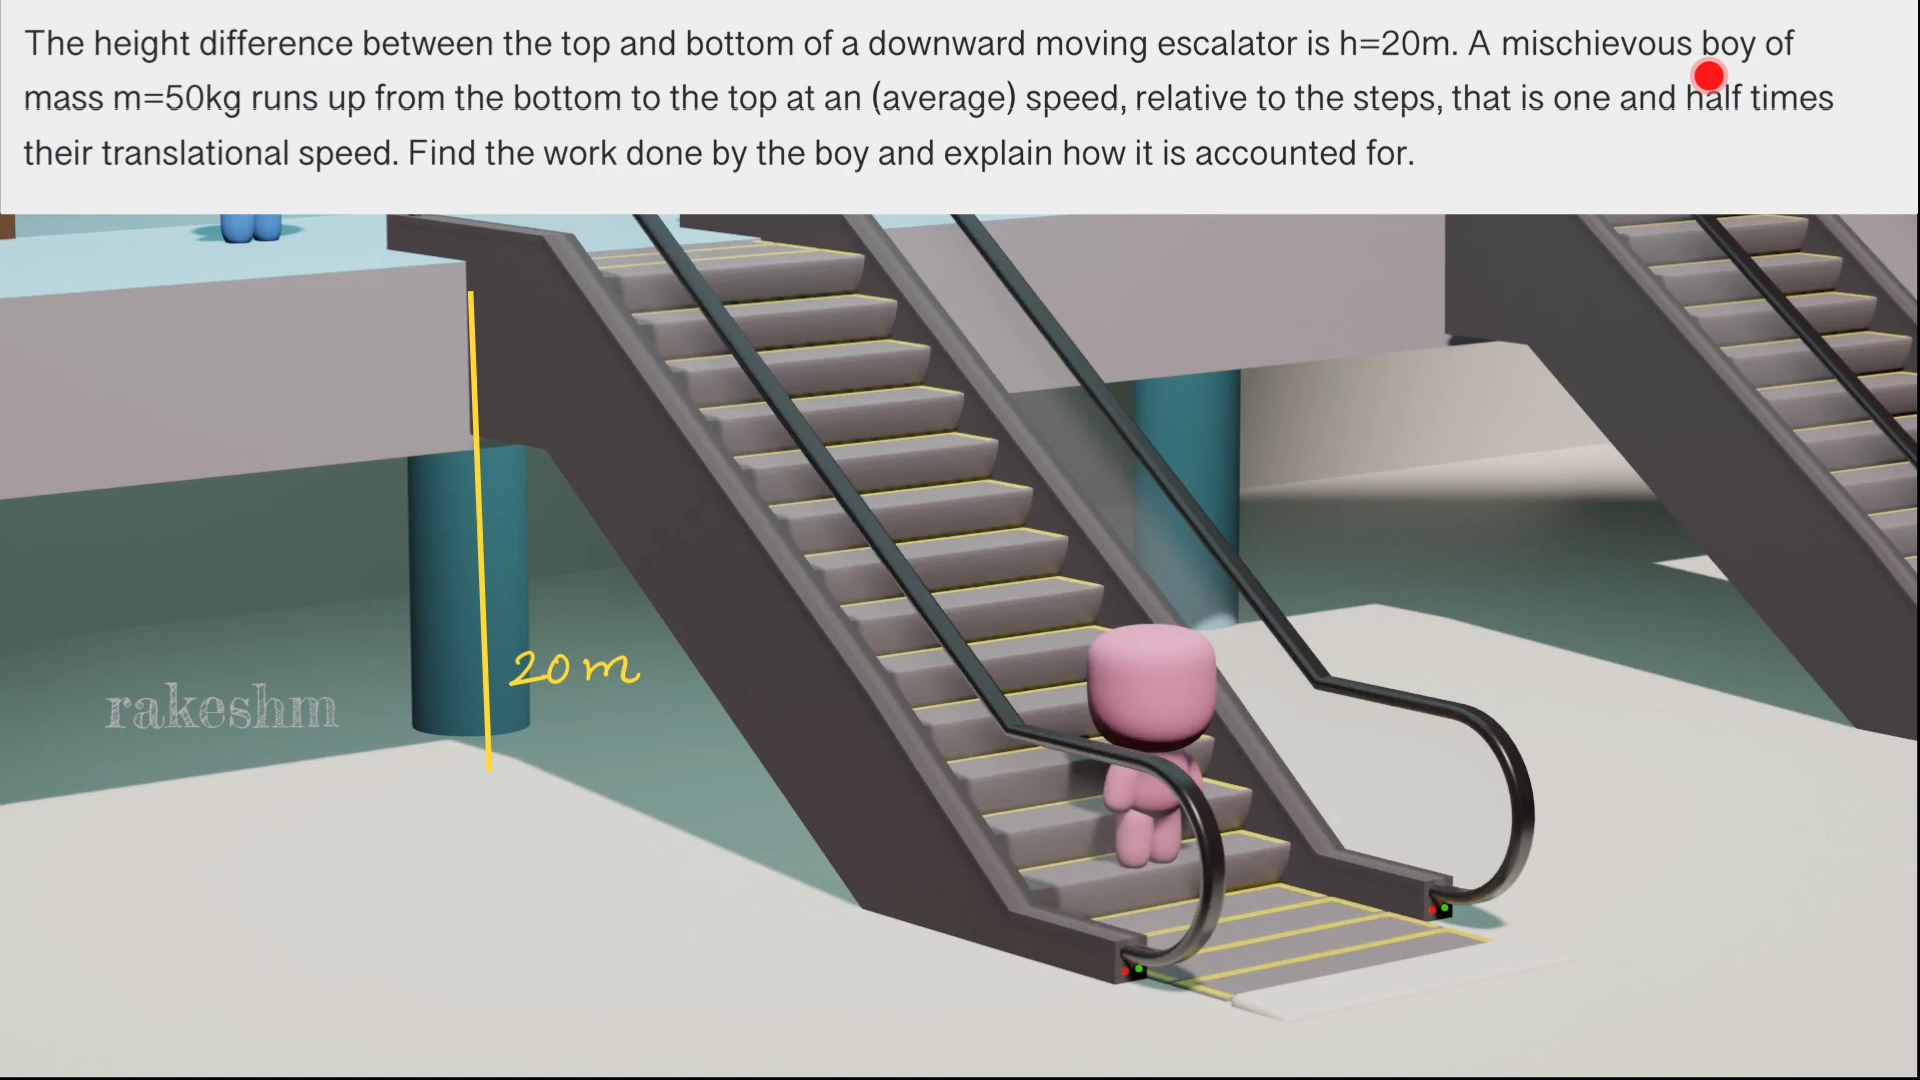 The height difference between the top and bottom of a downward moving escalator is h=20m. A mischievous boy of
mass m=50kg runs up from the bottom to the top at an (average) speed, relative to the steps, that is one and half times
their translational speed. Find the work done by the boy and explain how it is accounted for.
20 m
rakeshm